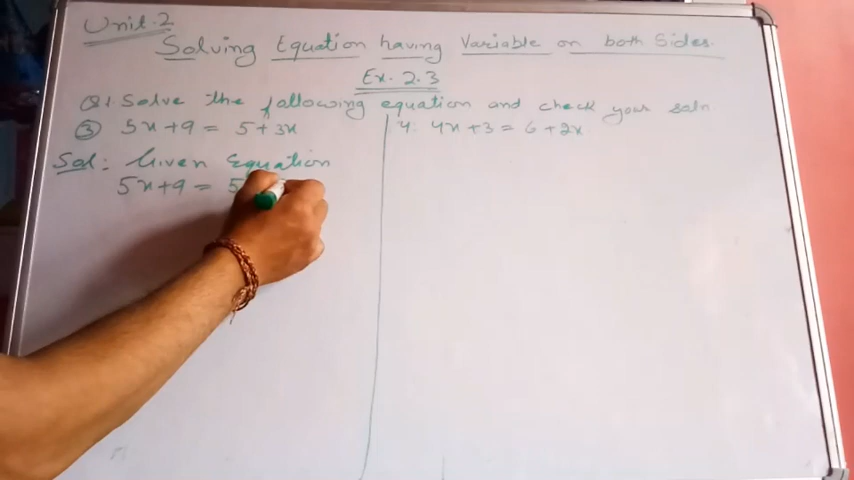 Unit.2
Solving Equation having Variable on both Sides.
Ex. 2.3
Q1. Solve the following equation and check your soln
③ 5x+9 = 5+3x
Sol: Given Equation
5x+9 = 5
4. 4x+3 = 6+2x